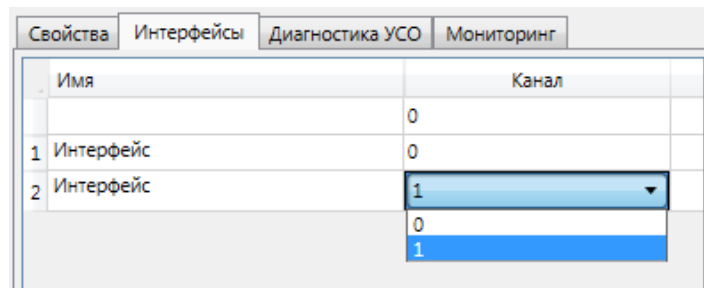 Свойства Интерфейсы Диагностика УСО Мониторинг
Имя Канал
0
1 Интерфейс 0
2 Интерфейс 1
0
1